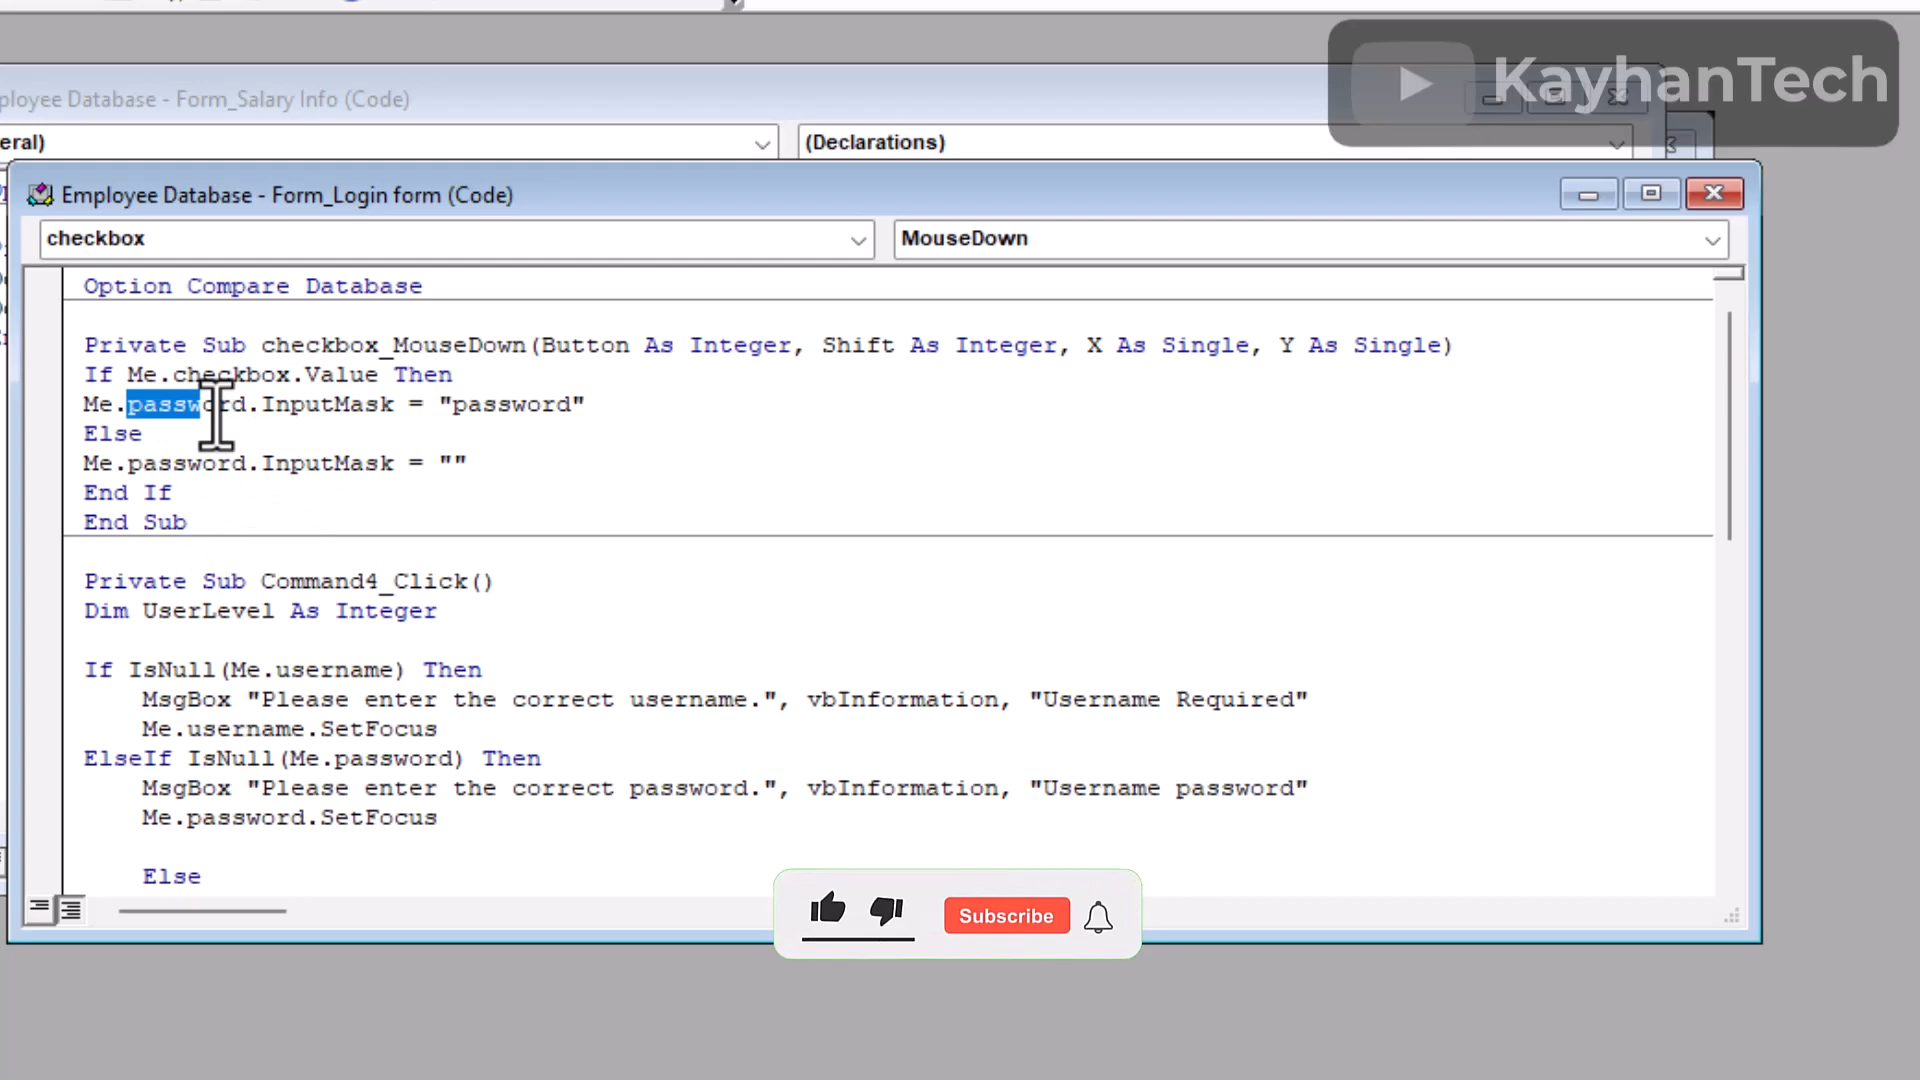 KayhanTech
ployee Database - Form_Salary Info (Code)
eral)
(Declarations)
Employee Database - Form_Login form (Code)
checkbox
MouseDown
Option Compare Database
Private Sub checkbox_MouseDown(Button As Integer, Shift As Integer, X As Single, Y As Single)
If Me.checkbox.Value Then
Me.password.InputMask = "password"
Else
Me.password.InputMask = ""
End If
End Sub
Private Sub Command4_Click()
Dim UserLevel As Integer
If IsNull(Me.username) Then
MsgBox "Please enter the correct username.", vbInformation, "Username Required"
Me.username.SetFocus
ElseIf IsNull(Me.password) Then
MsgBox "Please enter the correct password.", vbInformation, "Username password"
Me.password.SetFocus
Else
Subscribe